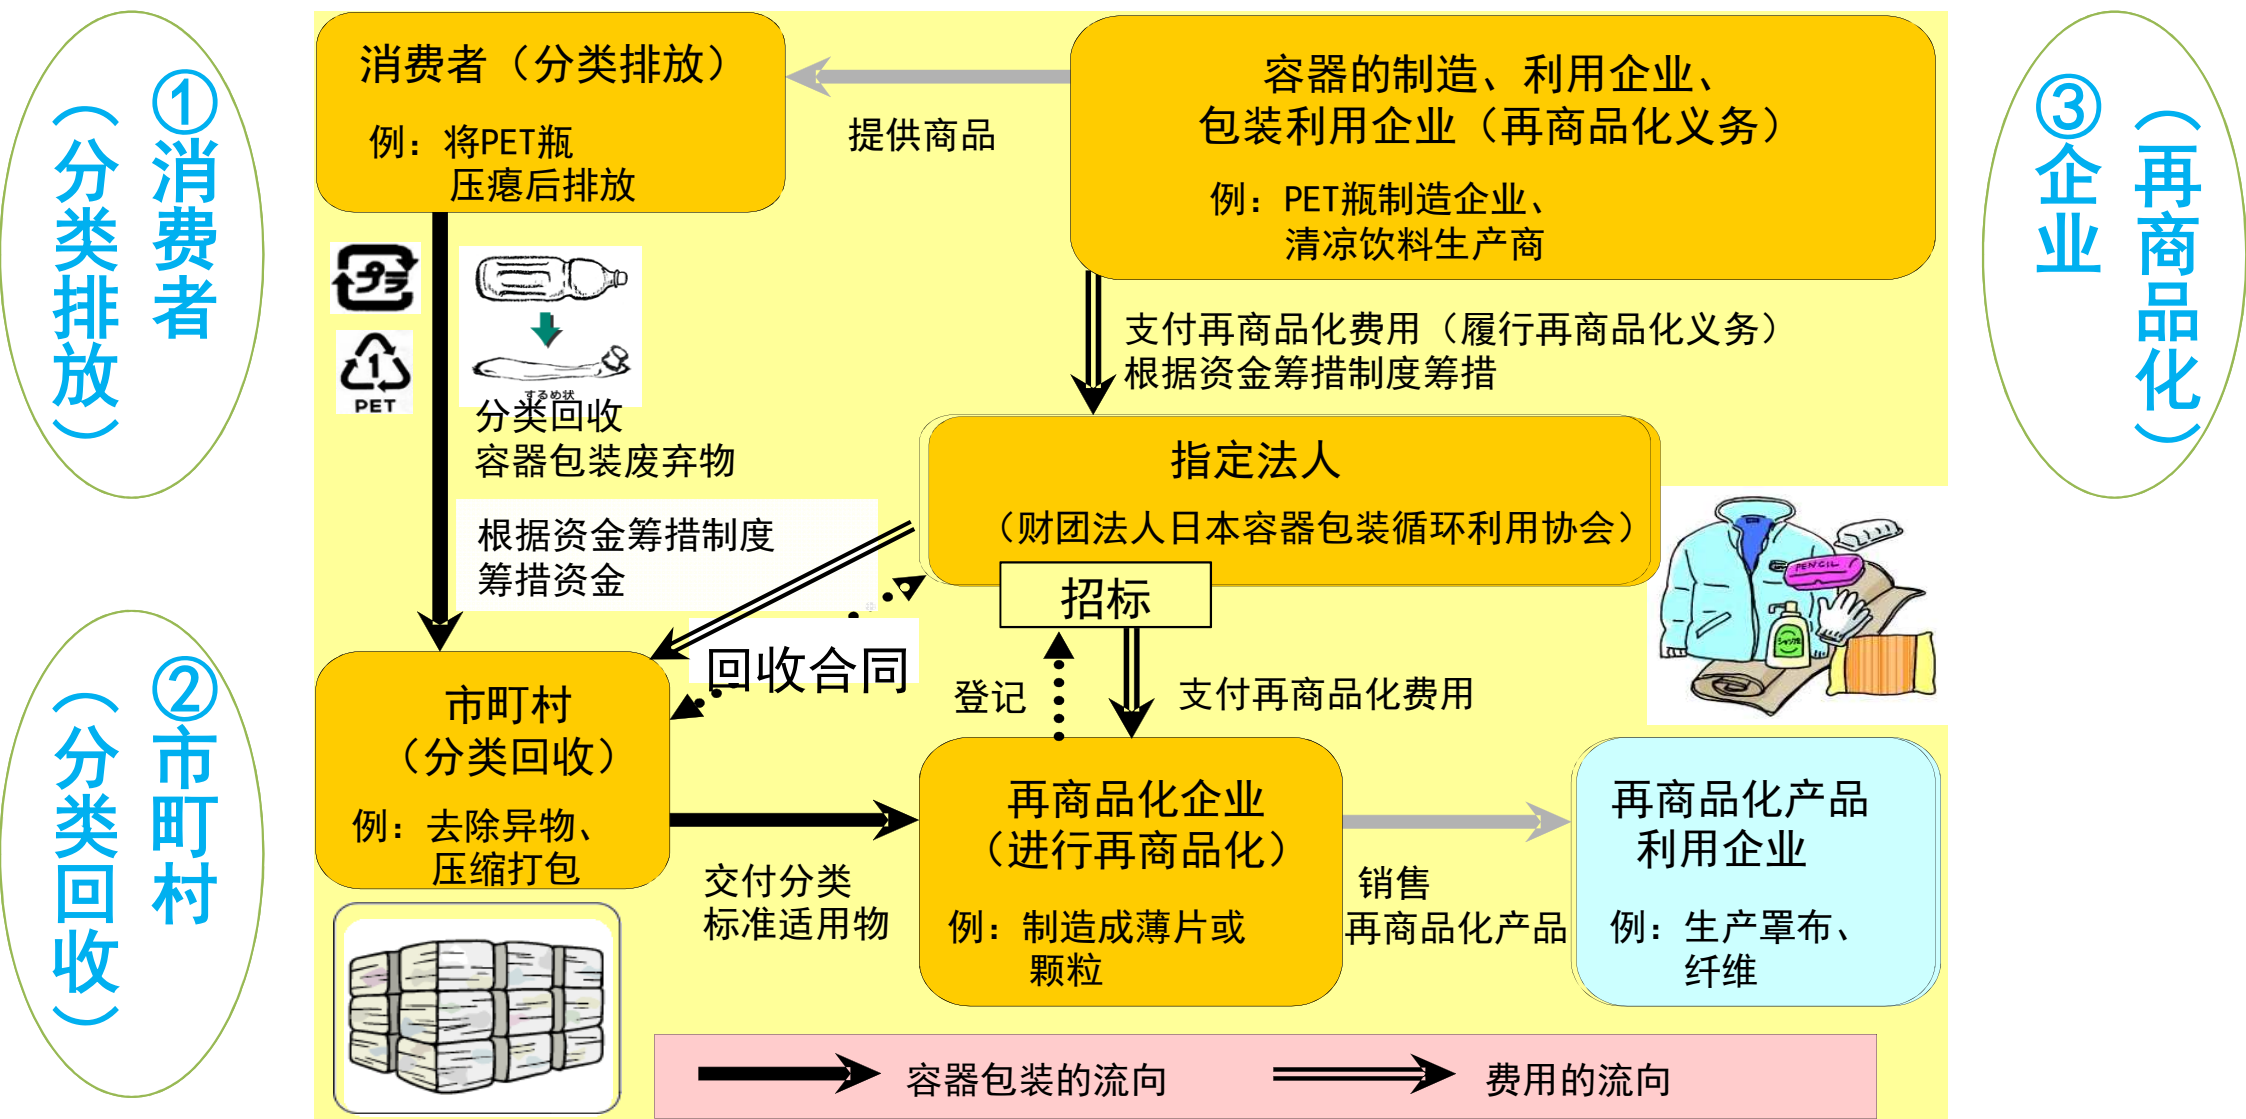 ①消费者
（分类排放）
②市町村
（分类回收）
③企业
（再商品化）
消费者（分类排放）
例：将PET瓶
压瘪后排放
提供商品
容器的制造、利用企业、
包装利用企业（再商品化义务）
例：PET瓶制造企业、
清凉饮料生产商
プラ
1
PET
するめ状
分类回收
容器包装废弃物
支付再商品化费用（履行再商品化义务）
根据资金筹措制度筹措
指定法人
（财团法人日本容器包装循环利用协会）
招标
根据资金筹措制度
筹措资金
回收合同
登记
支付再商品化费用
PENCIL
市町村
（分类回收）
例：去除异物、
压缩打包
交付分类
标准适用物
再商品化企业
（进行再商品化）
例：制造成薄片或
颗粒
销售
再商品化产品
再商品化产品
利用企业
例：生产罩布、
纤维
容器包装的流向
费用的流向